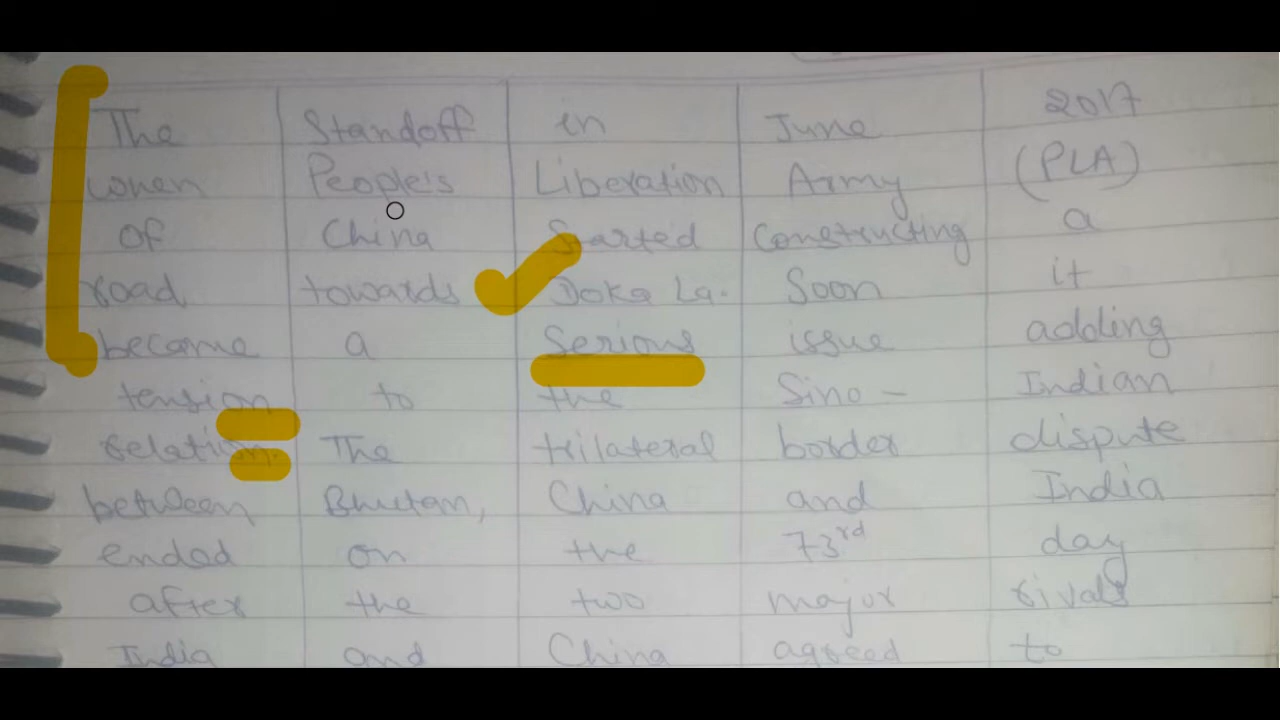 The Standoff in June 2017
when People's Liberation Army (PLA)
of China Started Constructing a
road towards Doka La. Soon it
became a Serious issue adding
tension to the Sino - Indian
relation. The trilateral border dispute
between Bhutan, China and India
ended on the 73rd day
after the two major rivals
India and China agreed to